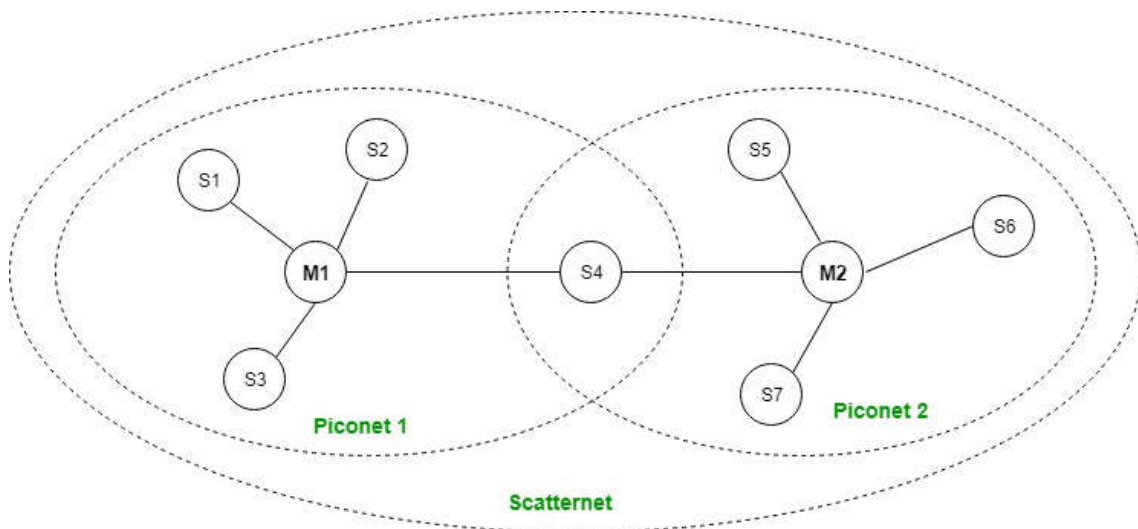 S2
S5
S1
S6
M1
S4
M2
S3
S7
Piconet 1
Piconet 2
Scatternet